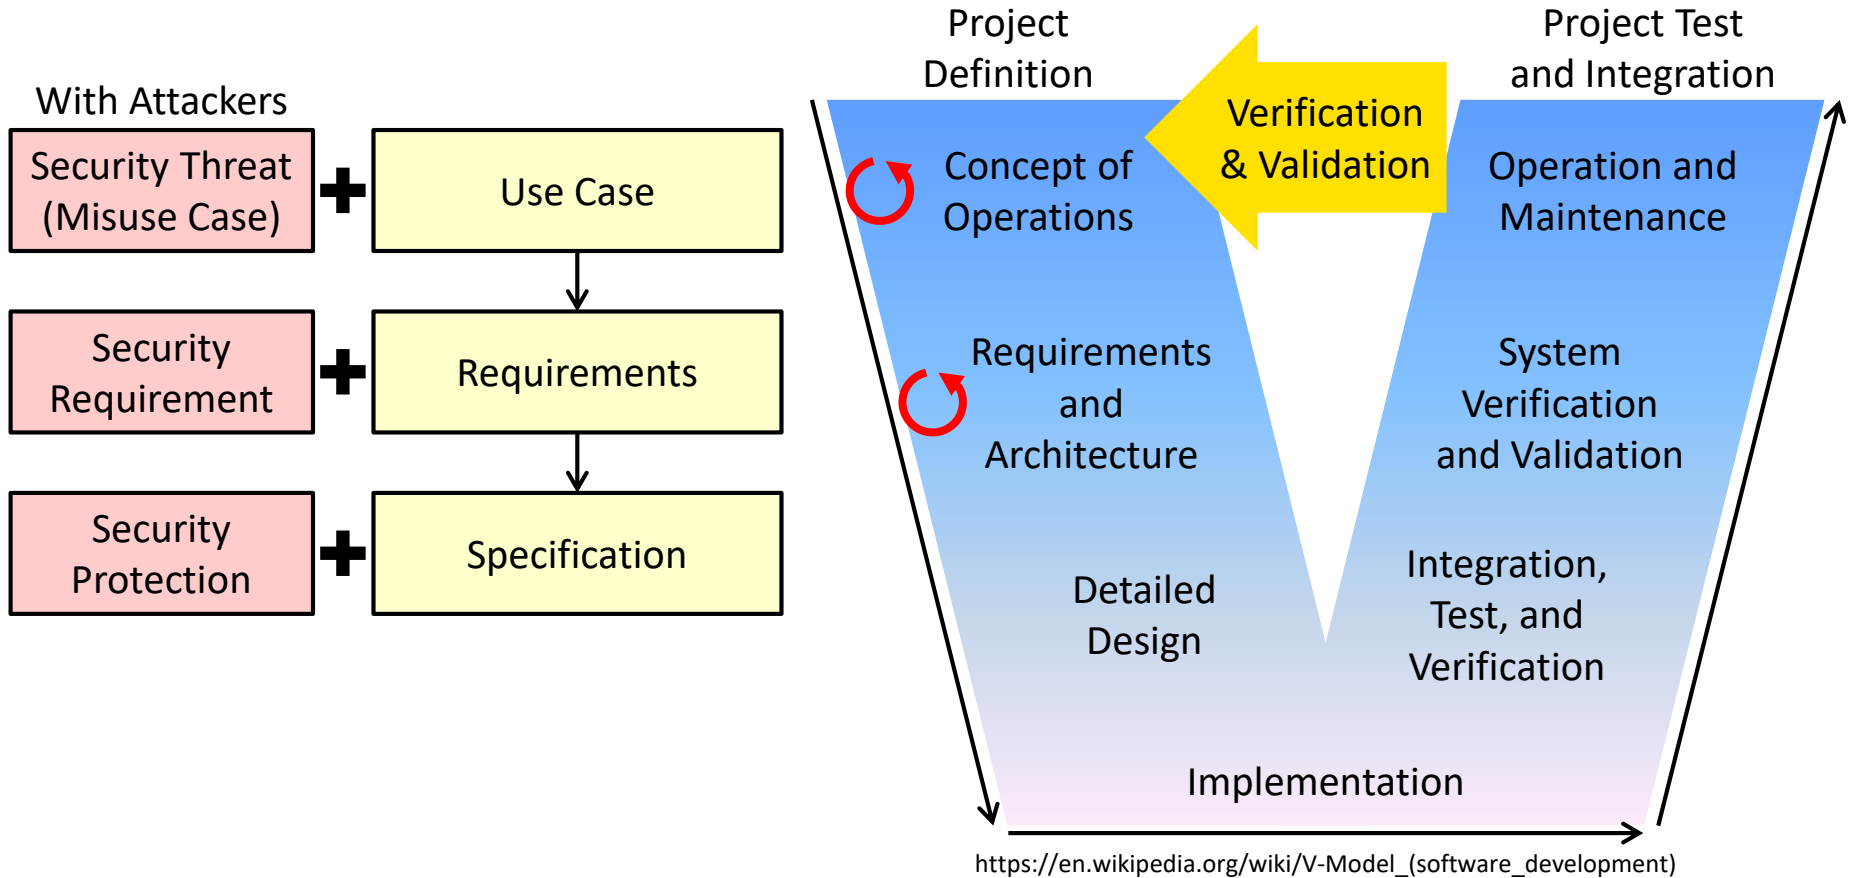 With Attackers
Security Threat
(Misuse Case)
Use Case
Security
Requirement
Requirements
Security
Protection
Specification
Project
Definition
Project Test
and Integration
Verification
& Validation
Concept of
Operations
Operation and
Maintenance
Requirements
and
Architecture
System
Verification
and Validation
Detailed
Design
Integration,
Test, and
Verification
Implementation
https://en.wikipedia.org/wiki/V-Model_(software_development)